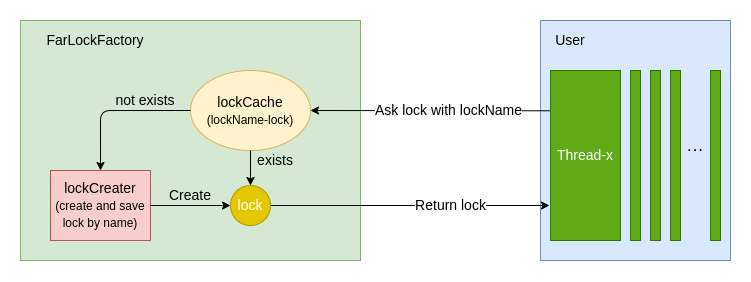 FarLockFactory
User
not exists
lockCache
(lockName-lock)
Ask lock with lockName
exists
Thread-x
...
lockCreater
(create and save
lock by name)
Create
lock
Return lock